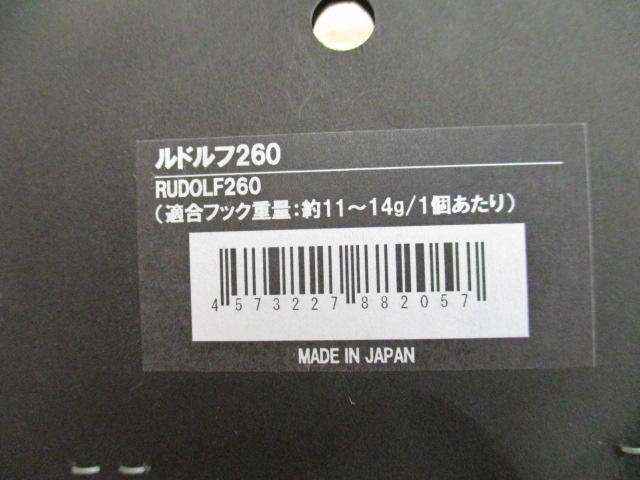 ルドルフ260
RUDOLF260
(適合フック重量:約11～14g/1個あたり)
4573227882057
MADE IN JAPAN